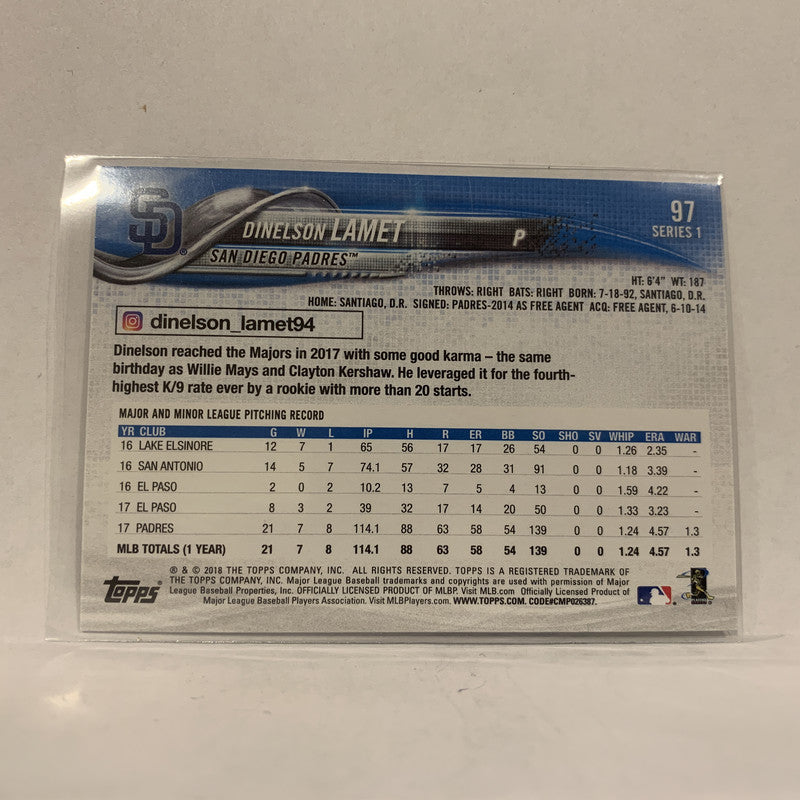 SD®
97
SERIES 1
DINELSON LAMET
P
SAN DIEGO PADRES™
HT: 6'4" WT: 187
THROWS: RIGHT BATS: RIGHT BORN: 7-18-92, SANTIAGO, D.R.
HOME: SANTIAGO, D.R. SIGNED: PADRES-2014 AS FREE AGENT ACQ: FREE AGENT, 6-10-14
dinelson_lamet94
Dinelson reached the Majors in 2017 with some good karma – the same
birthday as Willie Mays and Clayton Kershaw. He leveraged it for the fourth-
highest K/9 rate ever by a rookie with more than 20 starts.
MAJOR AND MINOR LEAGUE PITCHING RECORD
YR CLUB G W L IP H R ER BB SO SHO SV WHIP ERA WAR
16 LAKE ELSINORE 12 7 1 65 56 17 17 26 54 0 0 1.26 2.35 -
16 SAN ANTONIO 14 5 7 74.1 57 32 28 31 91 0 0 1.18 3.39 -
16 EL PASO 2 0 2 10.2 13 7 5 4 13 0 0 1.59 4.22 -
17 EL PASO 8 3 2 39 32 17 14 20 50 0 0 1.33 3.23 -
17 PADRES 21 7 8 114.1 88 63 58 54 139 0 0 1.24 4.57 1.3
MLB TOTALS (1 YEAR) 21 7 8 114.1 88 63 58 54 139 0 0 1.24 4.57 1.3
® & © 2018 THE TOPPS COMPANY, INC. ALL RIGHTS RESERVED. TOPPS IS A REGISTERED TRADEMARK OF
THE TOPPS COMPANY, INC. Major League Baseball trademarks and copyrights are used with permission of Major
League Baseball Properties, Inc. OFFICIALLY LICENSED PRODUCT OF MLBP. Visit MLB.com Officially Licensed Product of
Major League Baseball Players Association. Visit MLBPlayers.com. WWW.TOPPS.COM. CODE#CMP026387.
TOPPS®